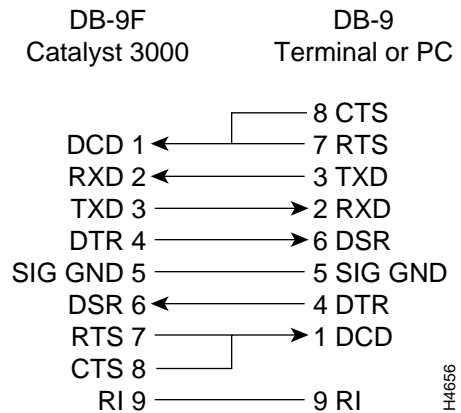 DB-9F DB-9
Catalyst 3000 Terminal or PC
8 CTS
DCD 1 7 RTS
RXD 2 3 TXD
TXD 3 2 RXD
DTR 4 6 DSR
SIG GND 5 5 SIG GND
DSR 6 4 DTR
RTS 7 1 DCD
CTS 8
RI 9 9 RI
H4656